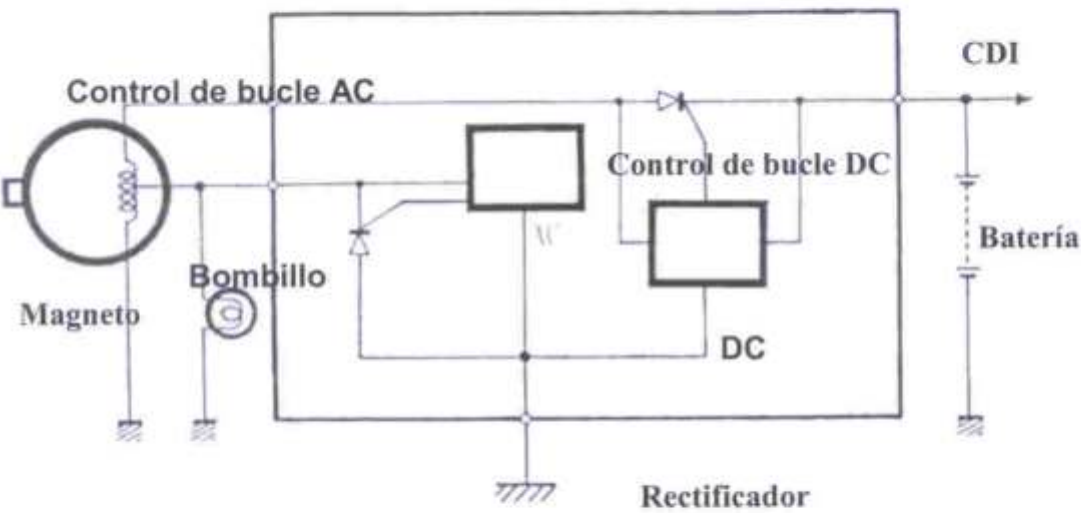 CDI
Control de bucle AC
Control de bucle DC
Batería
Bombillo
Magneto
DC
Rectificador